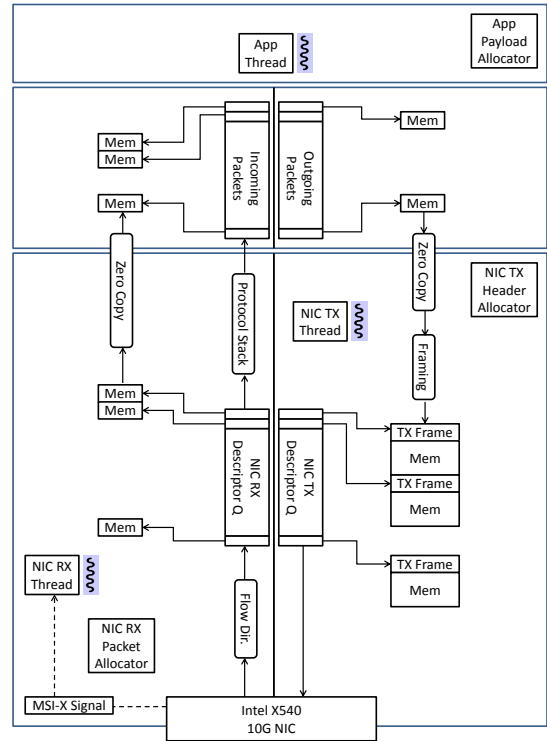 App
Thread
App
Payload
Allocator
Mem
Mem
Mem
Incoming
Packets
Outgoing
Packets
Mem
Mem
Zero Copy
Protocol Stack
NIC TX
Thread
Zero Copy
Framing
NIC TX
Header
Allocator
Mem
Mem
Mem
NIC RX
Descriptor Q
NIC TX
Descriptor Q
TX Frame
Mem
TX Frame
Mem
TX Frame
Mem
NIC RX
Thread
Flow Dir.
NIC RX
Packet
Allocator
MSI-X Signal
Intel X540
10G NIC